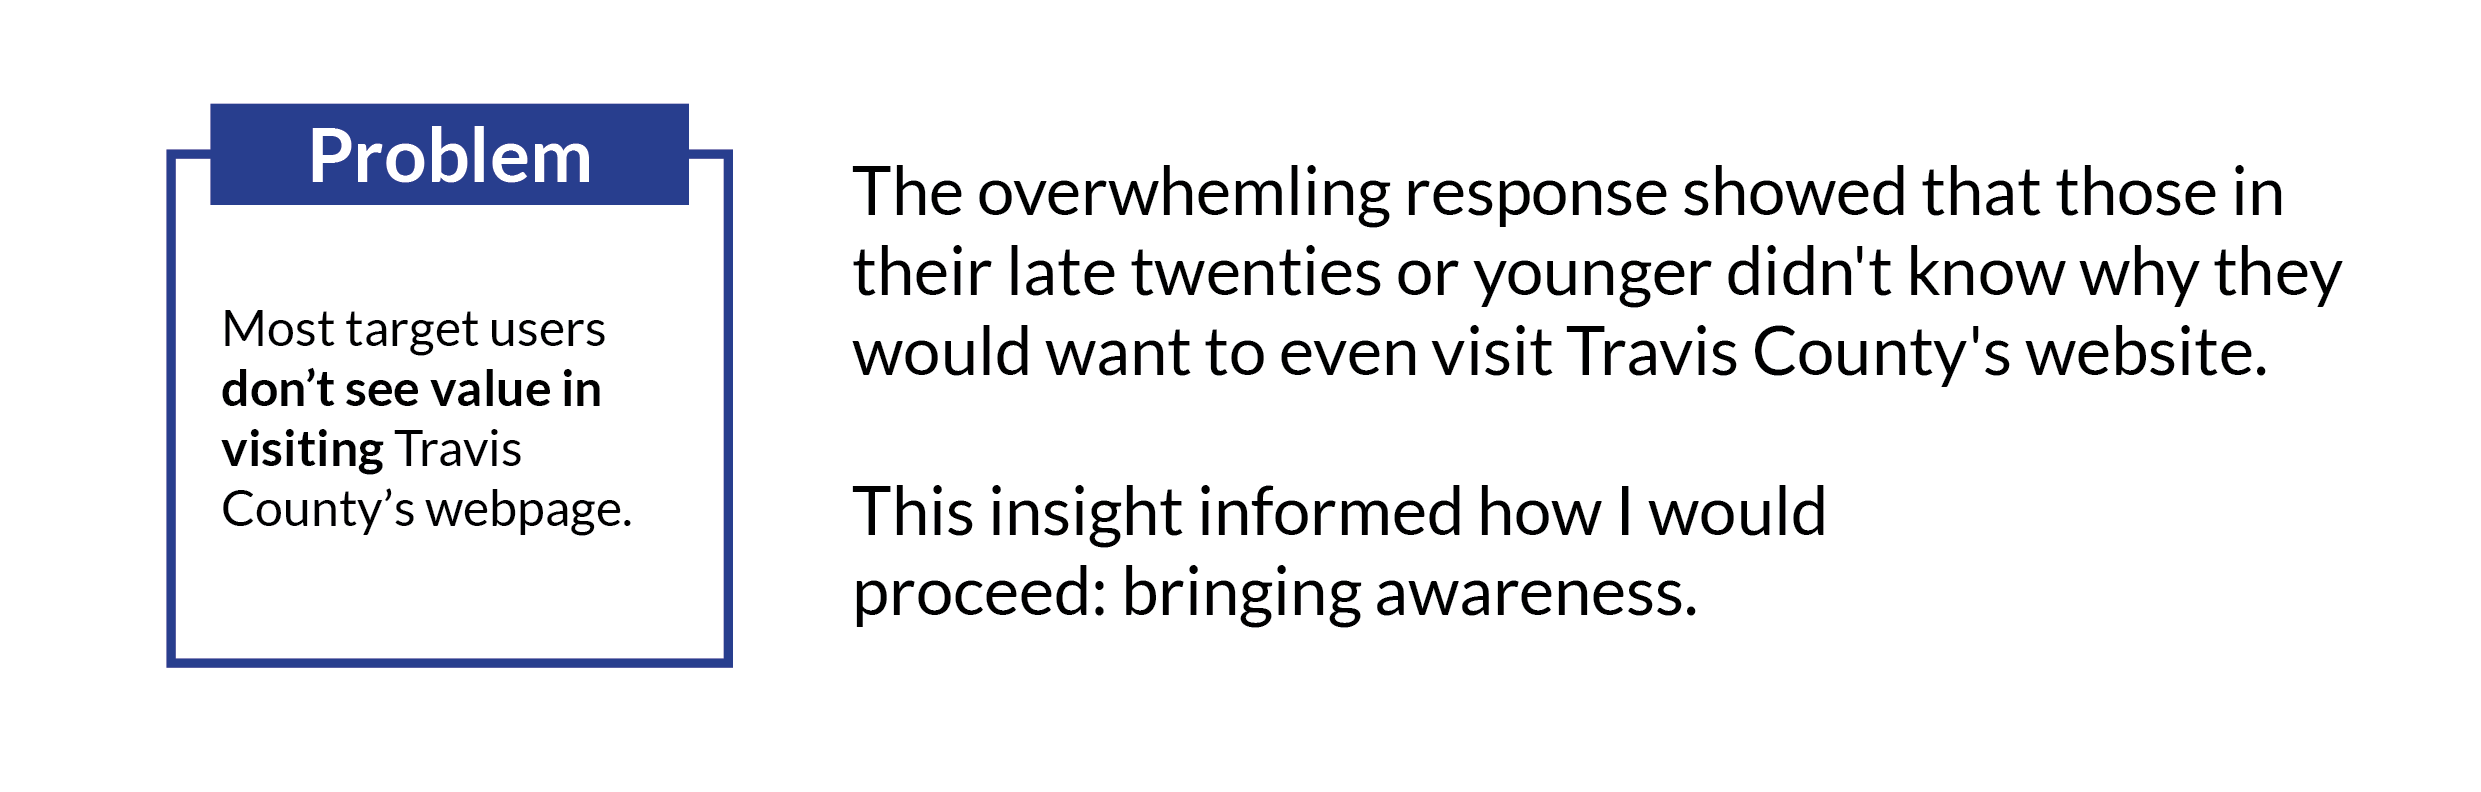 Problem
Most target users
don’t see value in
visiting Travis
County’s webpage.
The overwhemling response showed that those in
their late twenties or younger didn't know why they
would want to even visit Travis County's website.
This insight informed how I would
proceed: bringing awareness.